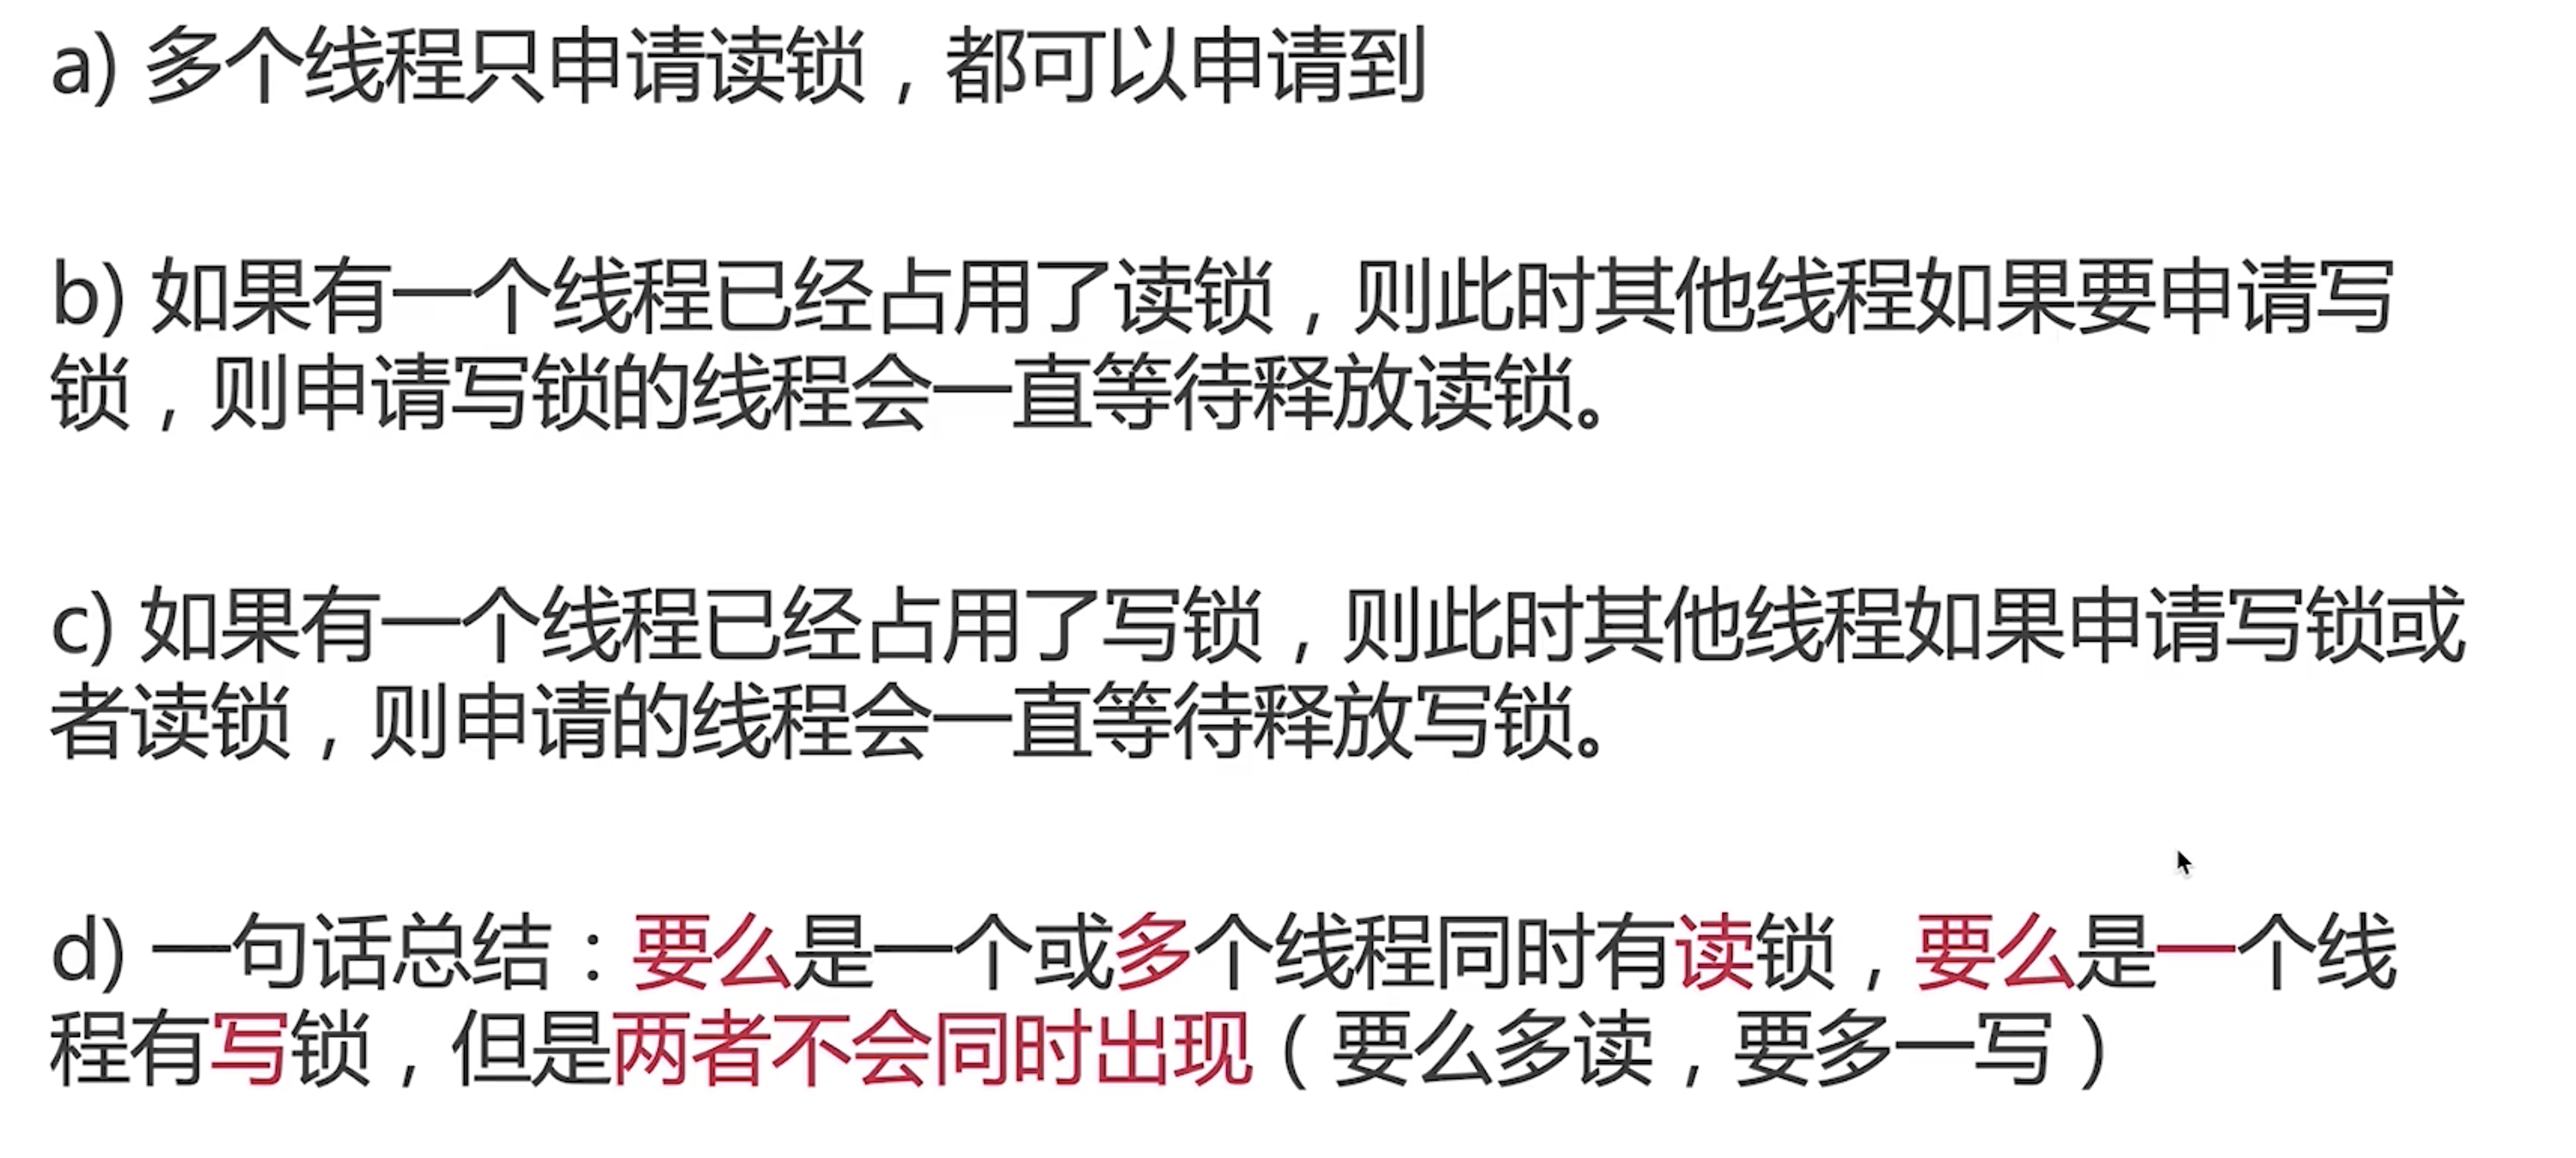 a) 多个线程只申请读锁，都可以申请到
b) 如果有一个线程已经占用了读锁，则此时其他线程如果要申请写
锁，则申请写锁的线程会一直等待释放读锁。
c) 如果有一个线程已经占用了写锁，则此时其他线程如果申请写锁或
者读锁，则申请的线程会一直等待释放写锁。
d) 一句话总结：要么是一个或多个线程同时有读锁，要么是一个线
程有写锁，但是两者不会同时出现（要么多读，要多一写）